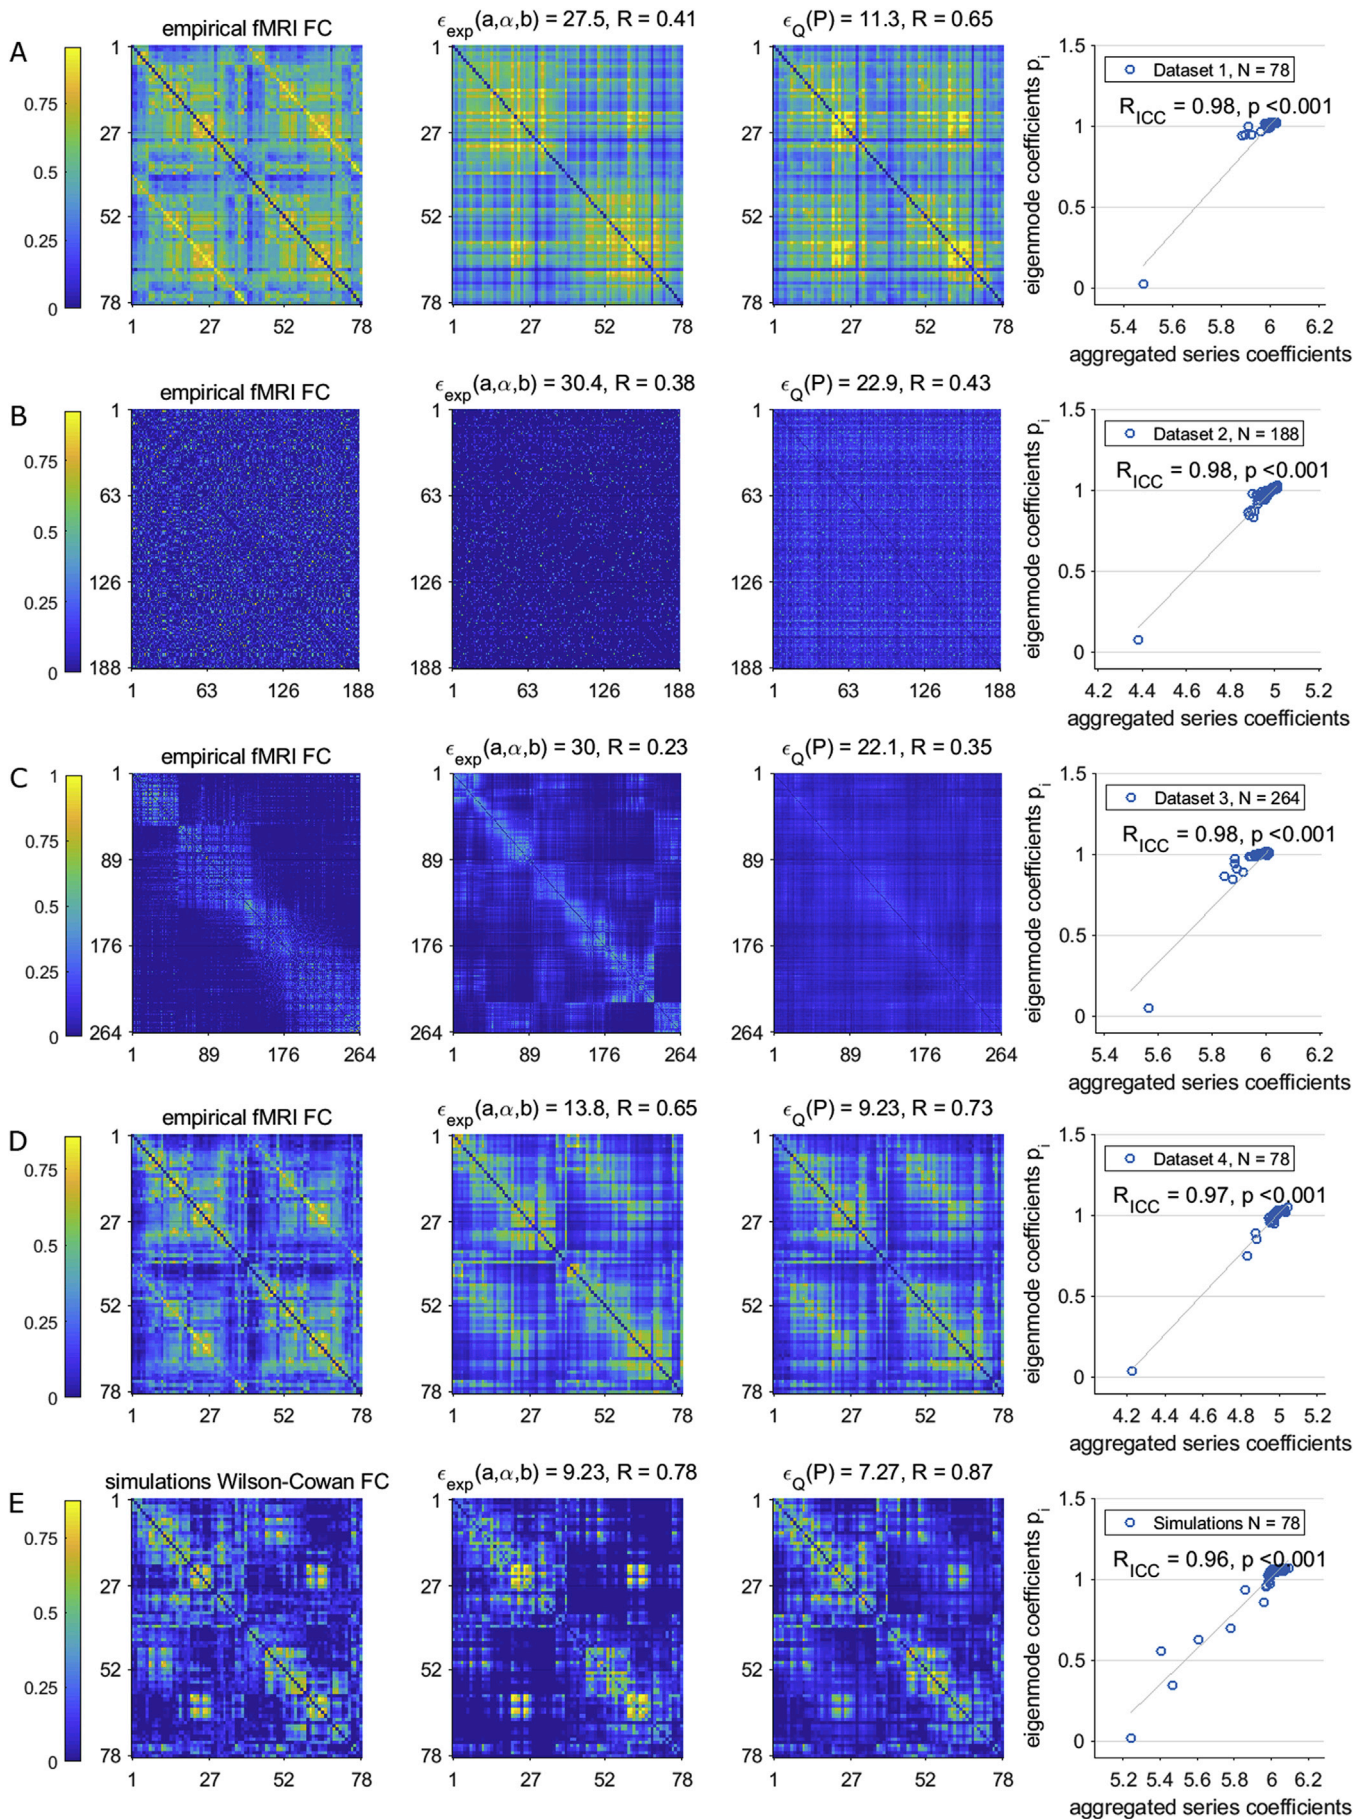 A
empirical fMRI FC
ϵexp(a,α,b) = 27.5, R = 0.41
ϵQ(P) = 11.3, R = 0.65
0.75
0.5
0.25
0
1
27
52
78
1 27 52 78
1
27
52
78
1 27 52 78
1
27
52
78
1 27 52 78
eigenmode coefficients pi
1.5
1
0.5
0
Dataset 1, N = 78
RICC = 0.98, p <0.001
5.4 5.6 5.8 6 6.2
aggregated series coefficients
B
empirical fMRI FC
ϵexp(a,α,b) = 30.4, R = 0.38
ϵQ(P) = 22.9, R = 0.43
0.75
0.5
0.25
0
1
63
126
188
1 63 126 188
1
63
126
188
1 63 126 188
1
63
126
188
1 63 126 188
eigenmode coefficients pi
1.5
1
0.5
0
Dataset 2, N = 188
RICC = 0.98, p <0.001
4.2 4.4 4.6 4.8 5 5.2
aggregated series coefficients
C
empirical fMRI FC
ϵexp(a,α,b) = 30, R = 0.23
ϵQ(P) = 22.1, R = 0.35
1
0.75
0.5
0.25
0
1
89
176
264
1 89 176 264
1
89
176
264
1 89 176 264
1
89
176
264
1 89 176 264
eigenmode coefficients pi
1.5
1
0.5
0
Dataset 3, N = 264
RICC = 0.98, p <0.001
5.4 5.6 5.8 6 6.2
aggregated series coefficients
D
empirical fMRI FC
ϵexp(a,α,b) = 13.8, R = 0.65
ϵQ(P) = 9.23, R = 0.73
0.75
0.5
0.25
0
1
27
52
78
1 27 52 78
1
27
52
78
1 27 52 78
1
27
52
78
1 27 52 78
eigenmode coefficients pi
1.5
1
0.5
0
Dataset 4, N = 78
RICC = 0.97, p <0.001
4.2 4.4 4.6 4.8 5 5.2
aggregated series coefficients
E
simulations Wilson-Cowan FC
ϵexp(a,α,b) = 9.23, R = 0.78
ϵQ(P) = 7.27, R = 0.87
0.75
0.5
0.25
0
1
27
52
78
1 27 52 78
1
27
52
78
1 27 52 78
1
27
52
78
1 27 52 78
eigenmode coefficients pi
1.5
1
0.5
0
Simulations N = 78
RICC = 0.96, p <0.001
5.2 5.4 5.6 5.8 6 6.2
aggregated series coefficients